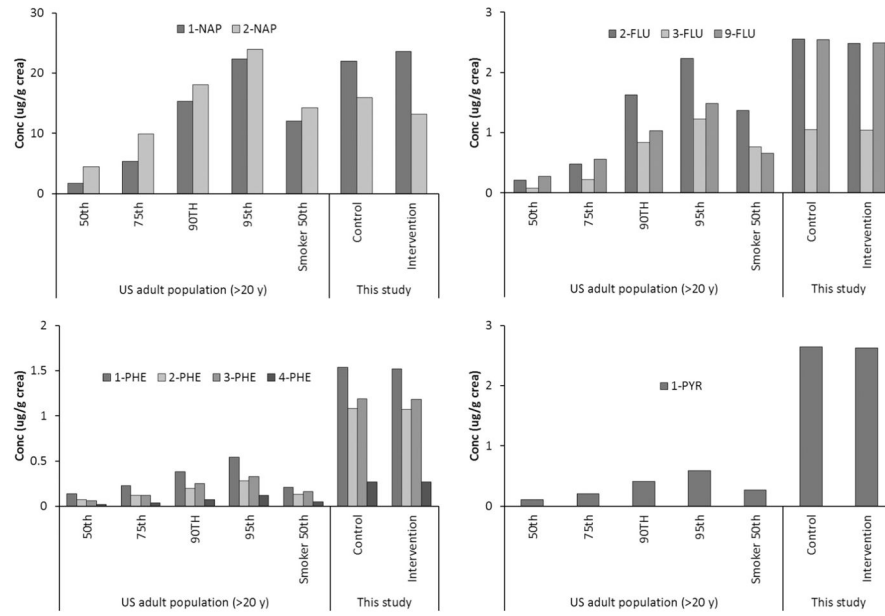 30
20
10
0
Conc (ug/g crea)
1-NAP 2-NAP
50th
75th
90TH
95th
Smoker 50th
Control
Intervention
US adult population (>20 y) This study
3
2
1
0
Conc (ug/g crea)
2-FLU 3-FLU 9-FLU
50th
75th
90TH
95th
Smoker 50th
Control
Intervention
US adult population (>20 y) This study
2
1.5
1
0.5
0
Conc (ug/g crea)
1-PHE 2-PHE 3-PHE 4-PHE
50th
75th
90TH
95th
Smoker 50th
Control
Intervention
US adult population (>20 y) This study
3
2
1
0
Conc (ug/g crea)
1-PYR
50th
75th
90TH
95th
Smoker 50th
Control
Intervention
US adult population (>20 y) This study